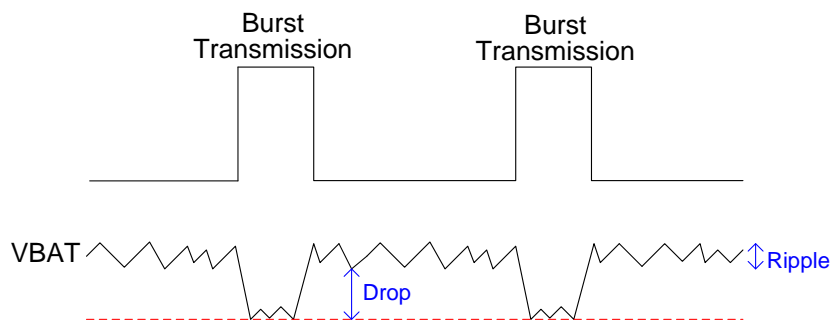 Burst
Transmission
Burst
Transmission
VBAT
Ripple
Drop